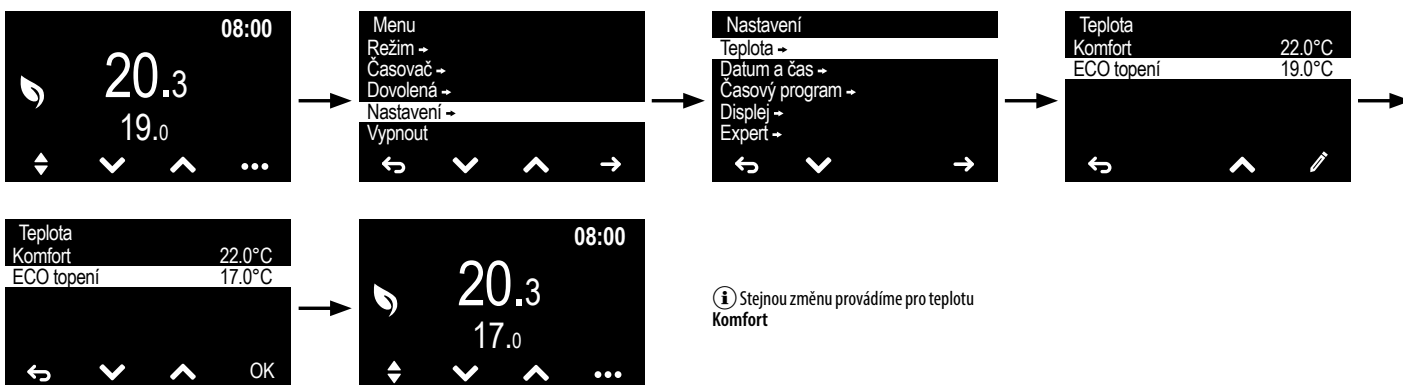 08:00
20.3
19.0
Menu
Režim
Časovač
Dovolená
Nastavení
Vypnout
Nastavení
Teplota
Datum a čas
Časový program
Displej
Expert
Teplota
Komfort 22.0°C
ECO topení 19.0°C
Teplota
Komfort 22.0°C
ECO topení 17.0°C
OK
08:00
20.3
17.0
Stejnou změnu provádíme pro teplotu
Komfort